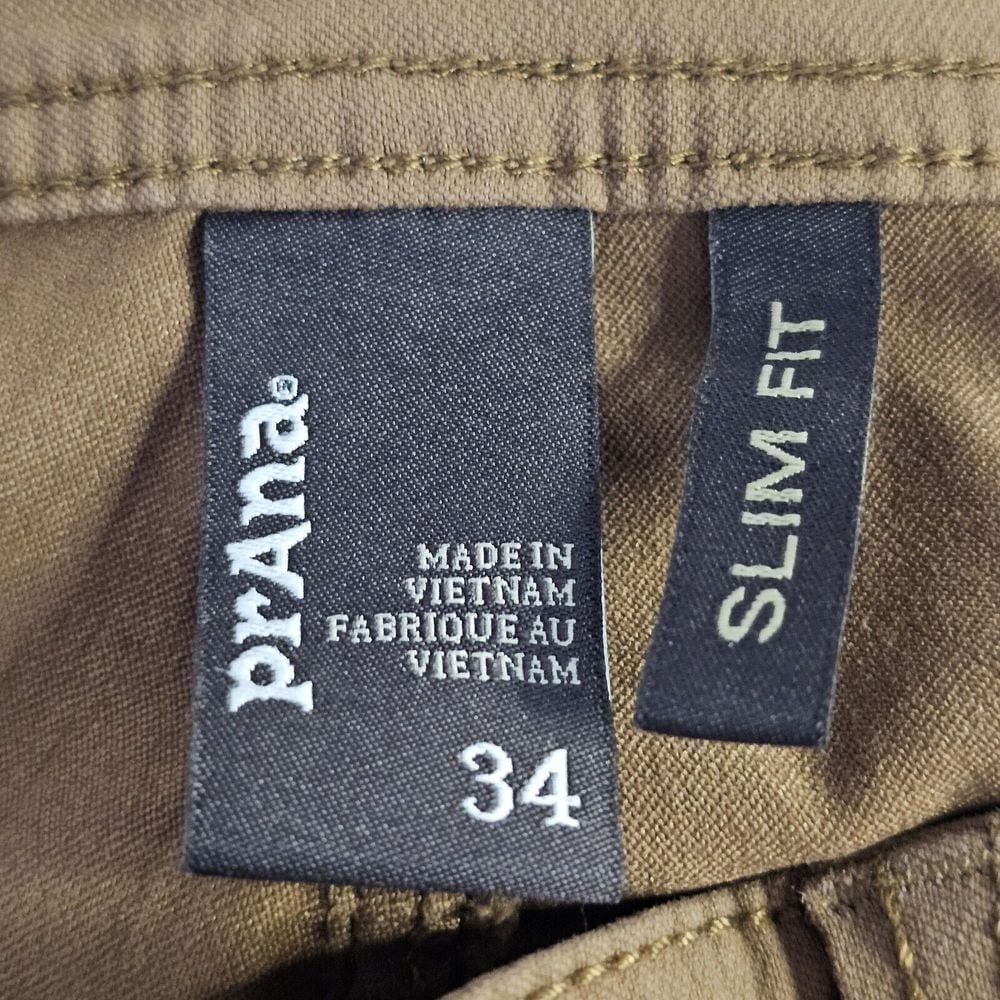 prAna®
MADE IN
VIETNAM
FABRIQUE AU
VIETNAM
34
SLIM FIT